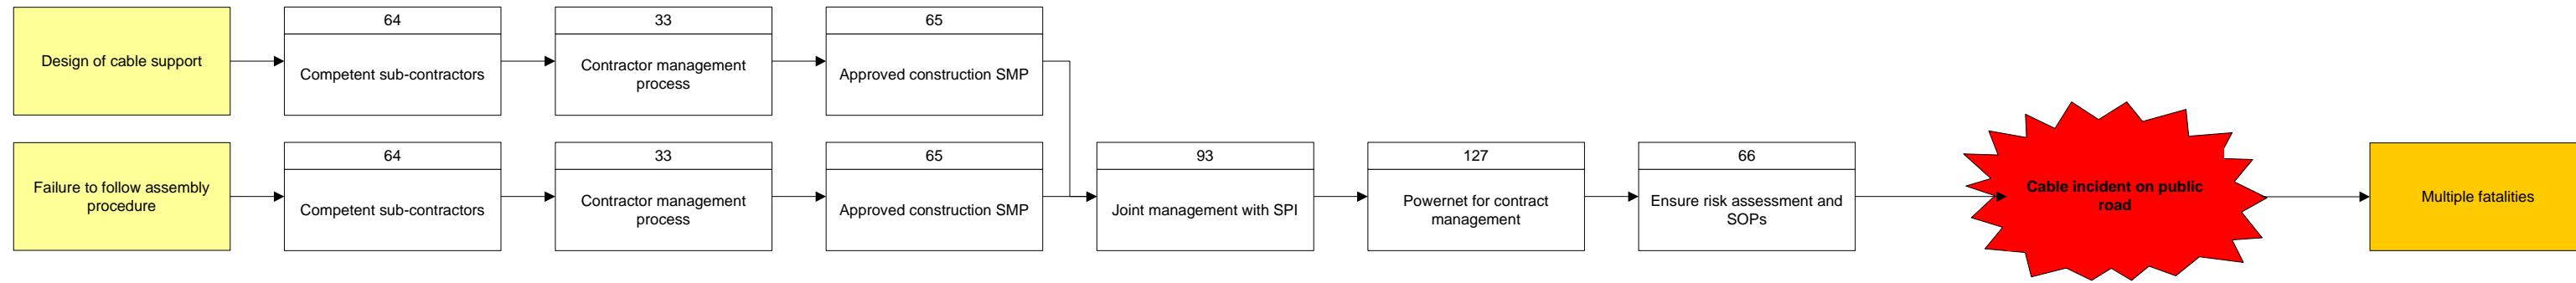 Design of cable support
64
Competent sub-contractors
33
Contractor management
process
65
Approved construction SMP
Failure to follow assembly
procedure
64
Competent sub-contractors
33
Contractor management
process
65
Approved construction SMP
93
Joint management with SPI
127
Powernet for contract
management
66
Ensure risk assessment and
SOPs
Cable incident on public
road
Multiple fatalities